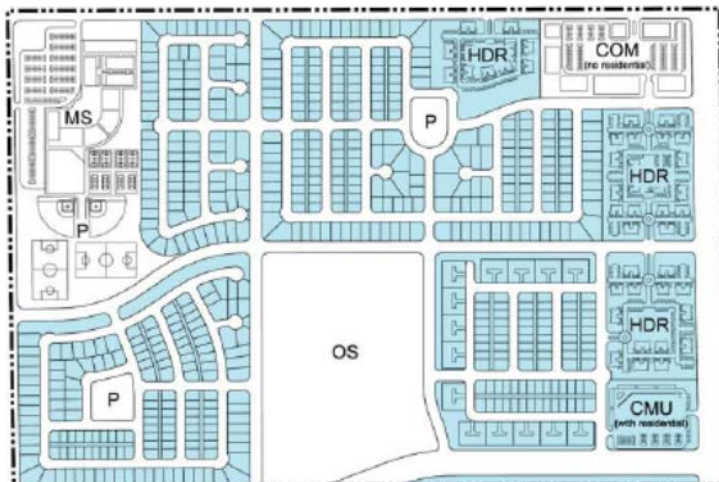 HDR
COM
(no residential)
MS
P
HDR
P
HDR
OS
P
CMU
(with residential)